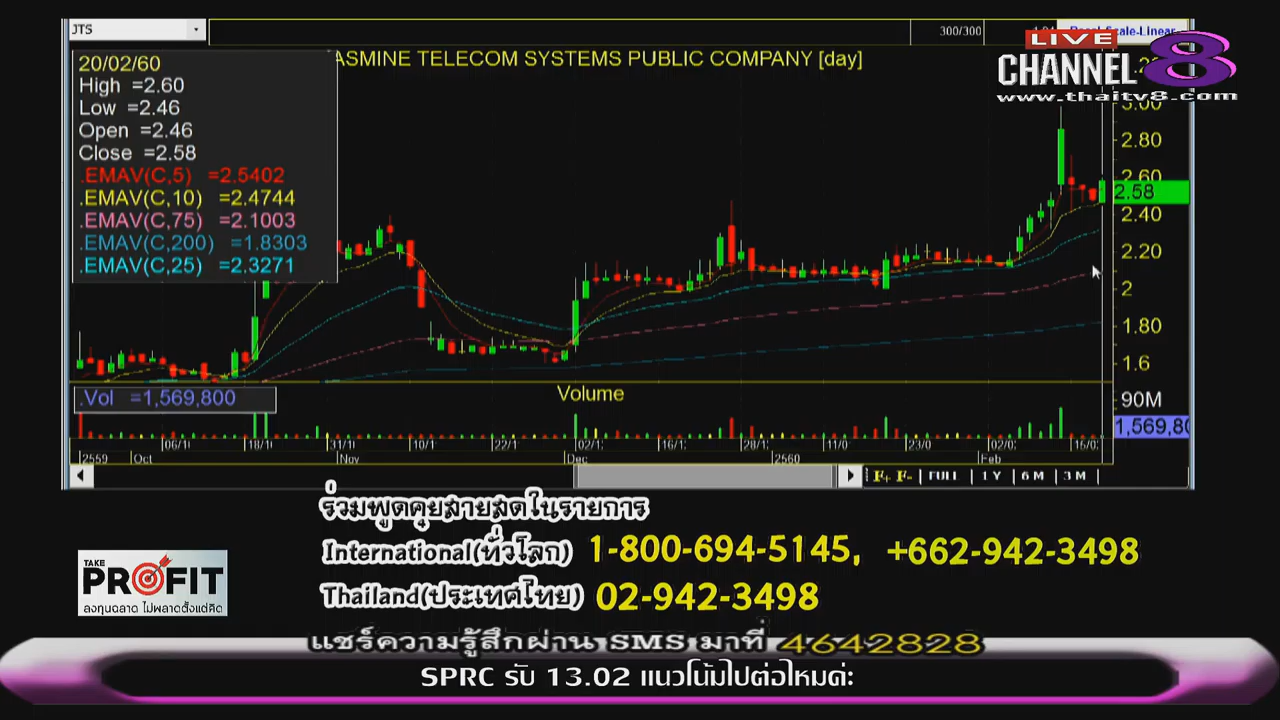 JTS
300/300
LIVE
CHANNEL 8
www.thaitv8.com
20/02/60
High =2.60
Low =2.46
Open =2.46
Close =2.58
.EMAV(C,5) =2.5402
.EMAV(C,10) =2.4744
.EMAV(C,75) =2.1003
.EMAV(C,200) =1.8303
.EMAV(C,25) =2.3271
ASMINE TELECOM SYSTEMS PUBLIC COMPANY [day]
3.00
2.80
2.60
2.58
2.40
2.20
2
1.80
1.6
.Vol =1,569,800
Volume
90M
1,569,80
06/1 18/1 31/1 10/1 22/1 02/1 16/1 28/1 11/0 23/0 02/0 16/0
2559 Oct Nov Dec 2560 Feb
F+ F- FULL 1 Y 6 M 3 M
ร่วมพูดคุยสายสดในรายการ
International(ทั่วโลก) 1-800-694-5145, +662-942-3498
Thailand(ประเทศไทย) 02-942-3498
TAKE
PROFIT
ลงทุนฉลาด ไม่พลาดตั้งแต่คิด
แชร์ความรู้สึกผ่าน SMS มาที่ 4642828
SPRC รับ 13.02 แนวโน้มไปต่อไหมค่ะ